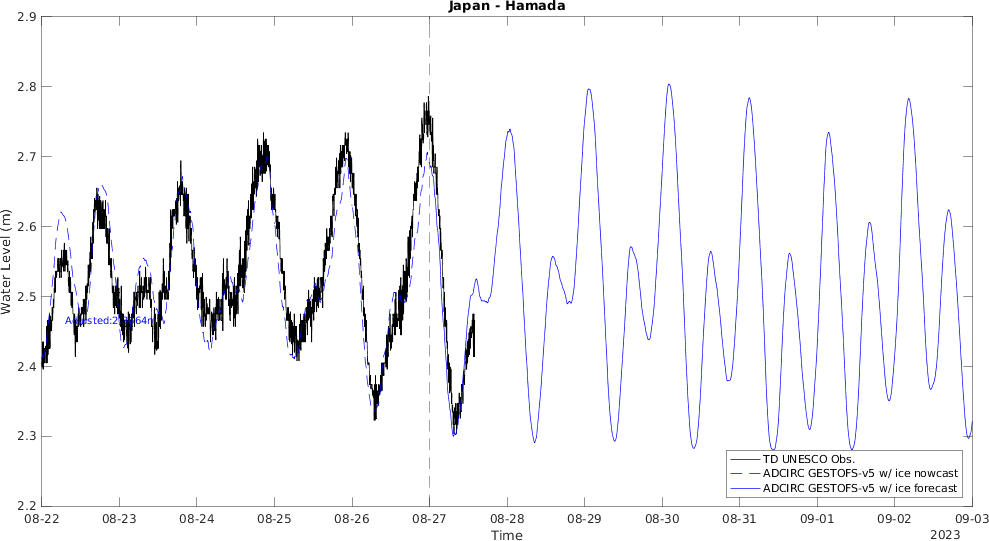 Japan - Hamada
Water Level (m)
2.9
2.8
2.7
2.6
2.5
2.4
2.3
2.2
TD UNESCO Obs.
ADCIRC GESTOFS-v5 w/ ice nowcast
ADCIRC GESTOFS-v5 w/ ice forecast
08-22 08-23 08-24 08-25 08-26 08-27 08-28 08-29 08-30 08-31 09-01 09-02 09-03
Time
2023